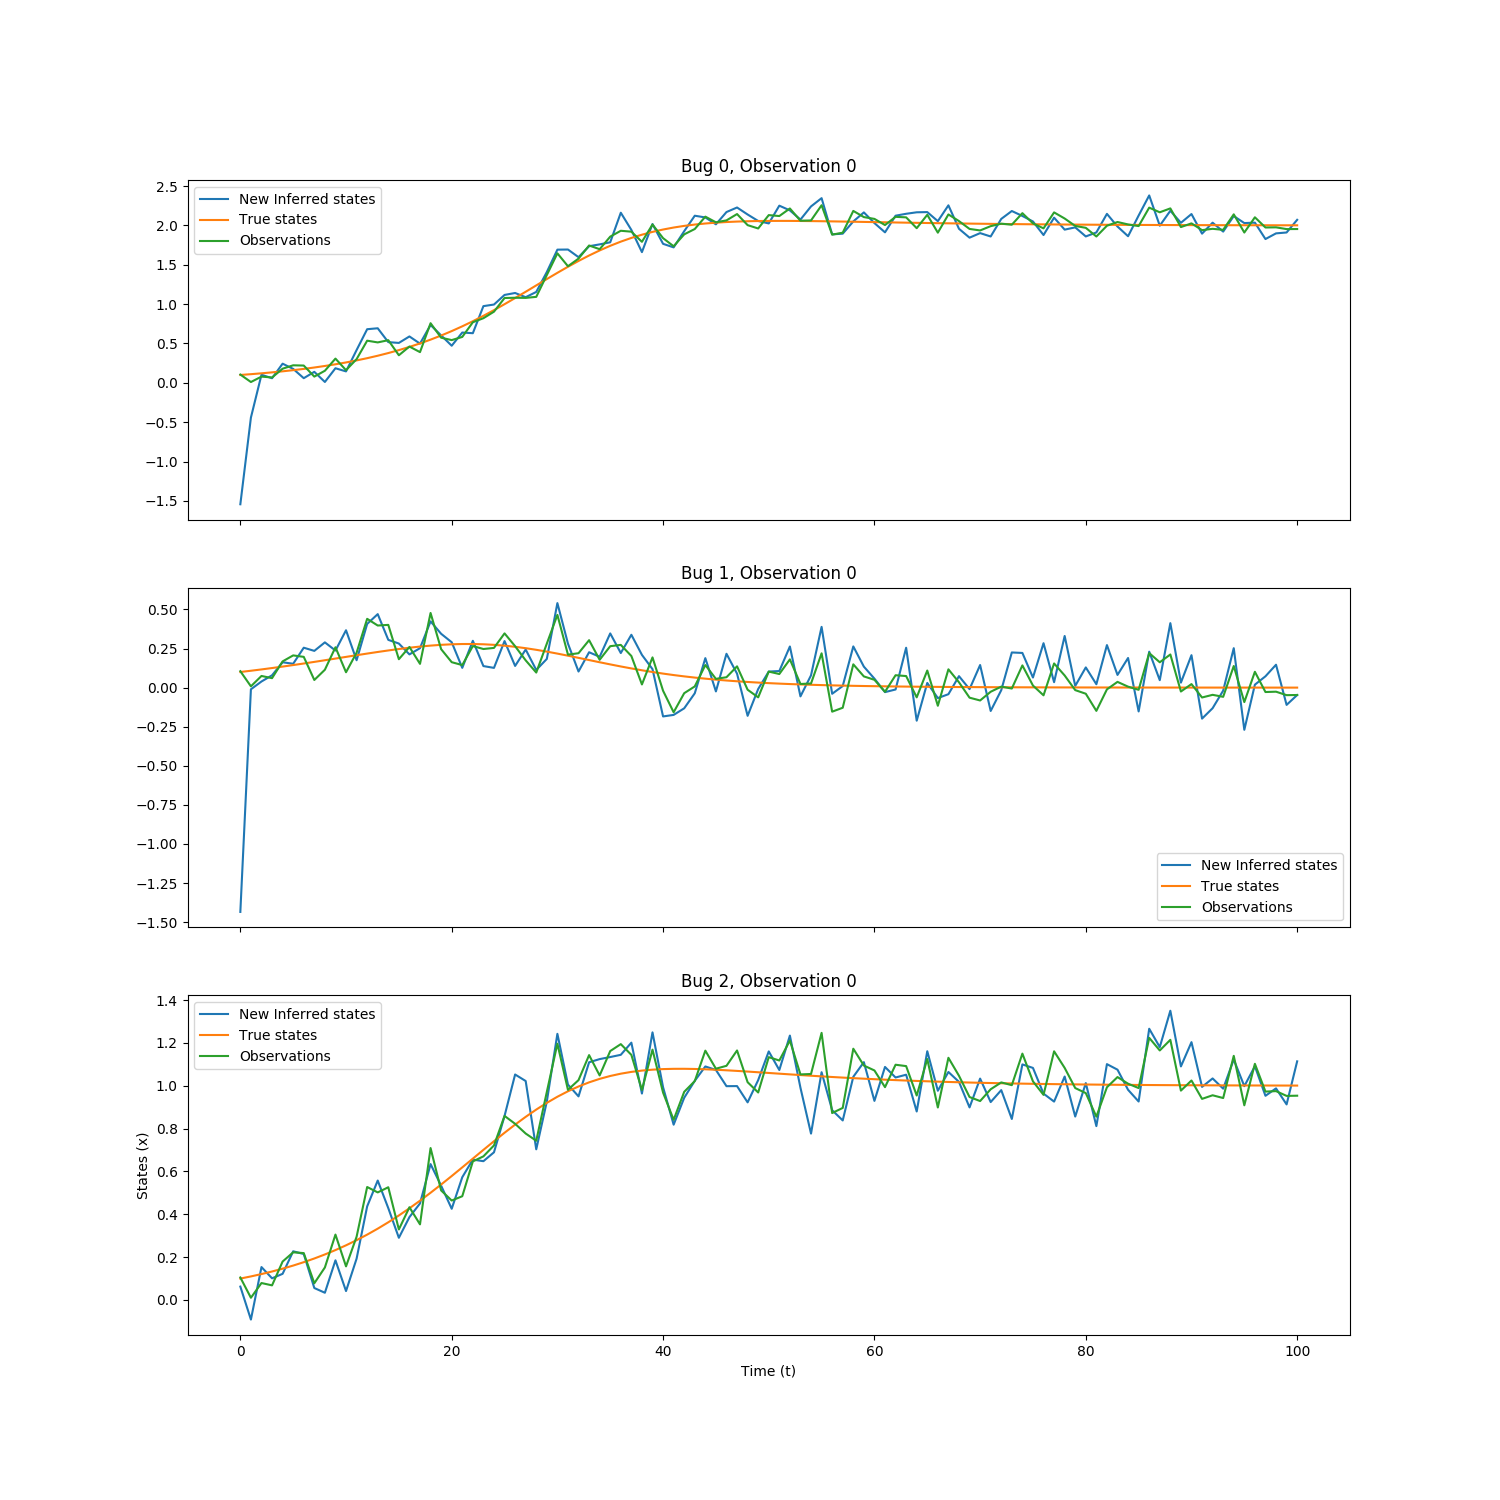 Bug 0, Observation 0
2.5
2.0
1.5
1.0
0.5
0.0
−0.5
−1.0
−1.5
New Inferred states
True states
Observations
Bug 1, Observation 0
0.50
0.25
0.00
−0.25
−0.50
−0.75
−1.00
−1.25
−1.50
New Inferred states
True states
Observations
Bug 2, Observation 0
States (x)
1.4
1.2
1.0
0.8
0.6
0.4
0.2
0.0
New Inferred states
True states
Observations
0 20 40 60 80 100
Time (t)